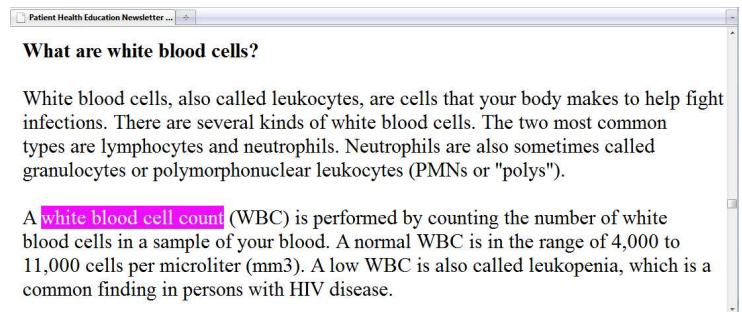 Patient Health Education Newsletter ...
What are white blood cells?
White blood cells, also called leukocytes, are cells that your body makes to help fight
infections. There are several kinds of white blood cells. The two most common
types are lymphocytes and neutrophils. Neutrophils are also sometimes called
granulocytes or polymorphonuclear leukocytes (PMNs or "polys").
A white blood cell count (WBC) is performed by counting the number of white
blood cells in a sample of your blood. A normal WBC is in the range of 4,000 to
11,000 cells per microliter (mm3). A low WBC is also called leukopenia, which is a
common finding in persons with HIV disease.